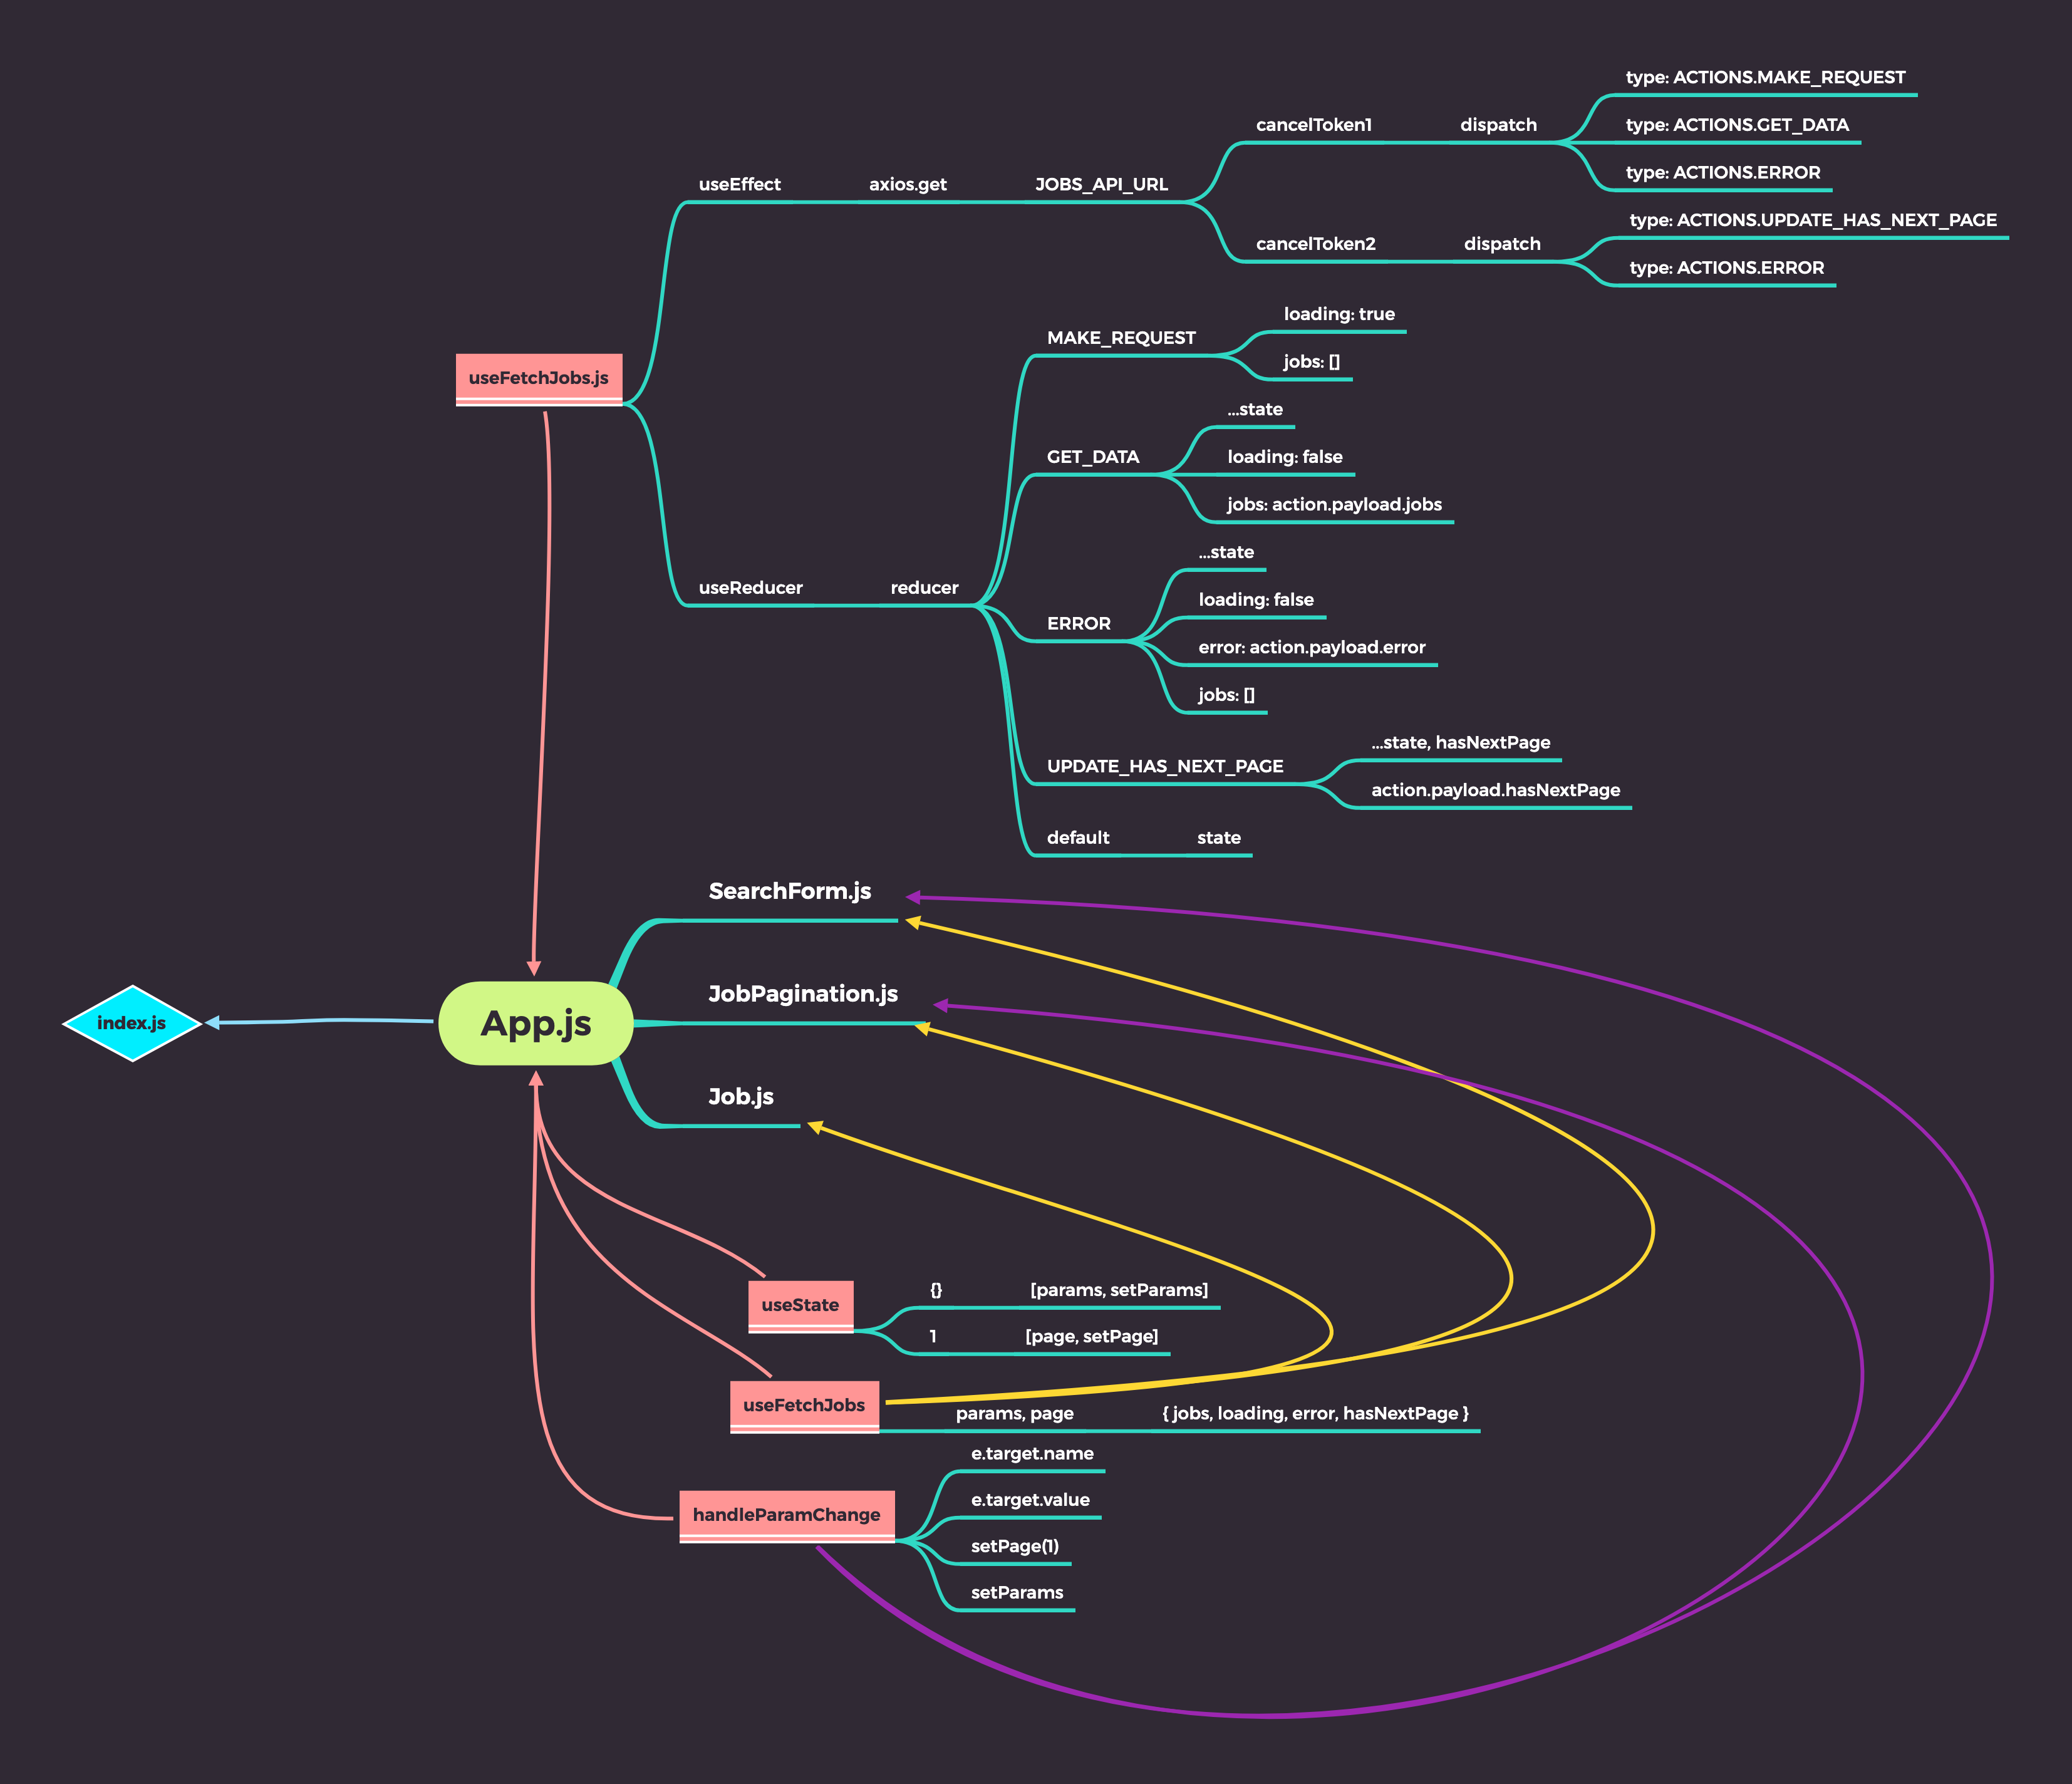 type: ACTIONS.MAKE_REQUEST
cancelToken1
dispatch
type: ACTIONS.GET_DATA
type: ACTIONS.ERROR
useEffect
axios.get
JOBS_API_URL
type: ACTIONS.UPDATE_HAS_NEXT_PAGE
cancelToken2
dispatch
type: ACTIONS.ERROR
useFetchJobs.js
MAKE_REQUEST
loading: true
jobs: []
GET_DATA
...state
loading: false
jobs: action.payload.jobs
useReducer
reducer
ERROR
...state
loading: false
error: action.payload.error
jobs: []
UPDATE_HAS_NEXT_PAGE
...state, hasNextPage
action.payload.hasNextPage
default
state
SearchForm.js
JobPagination.js
index.js
App.js
Job.js
useState
{}
[params, setParams]
1
[page, setPage]
useFetchJobs
params, page
{ jobs, loading, error, hasNextPage }
handleParamChange
e.target.name
e.target.value
setPage(1)
setParams